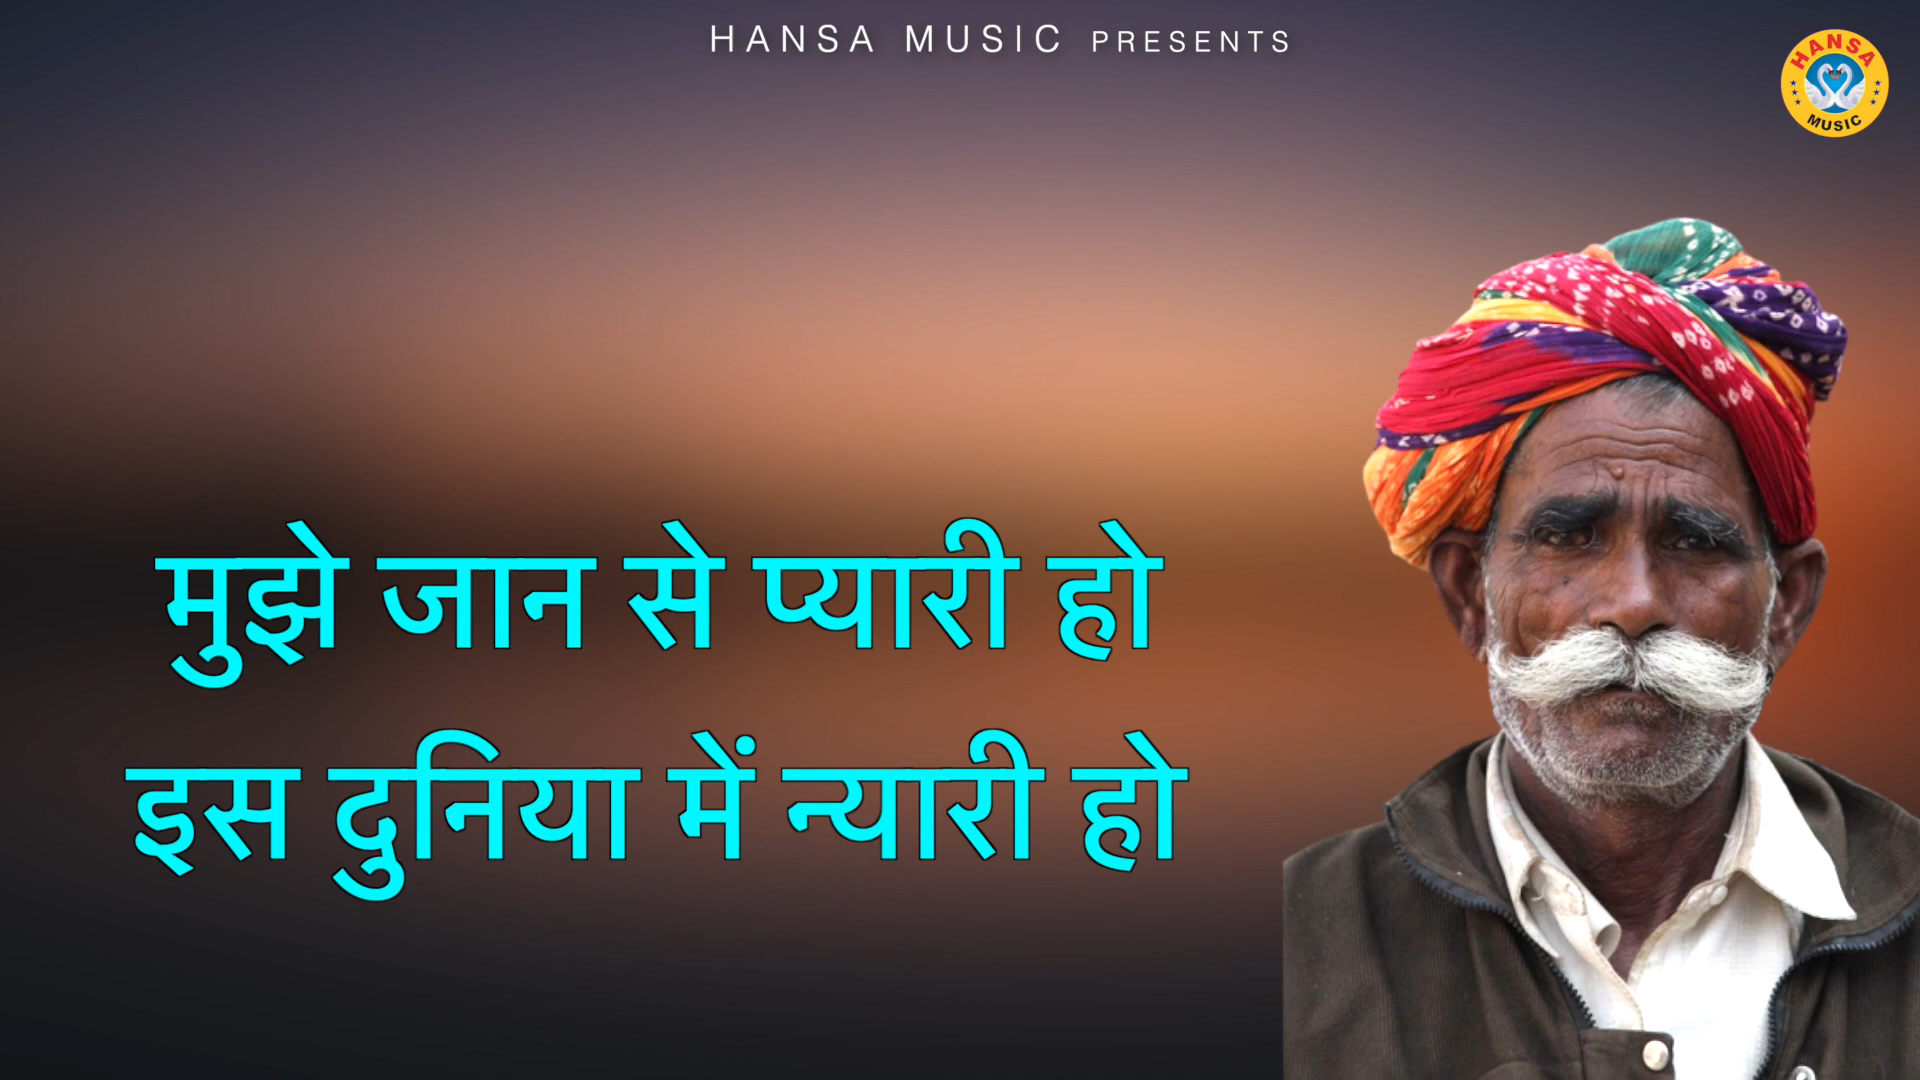 HANSA MUSIC PRESENTS
HANSA
MUSIC
मुझे जान से प्यारी हो
इस दुनिया में न्यारी हो